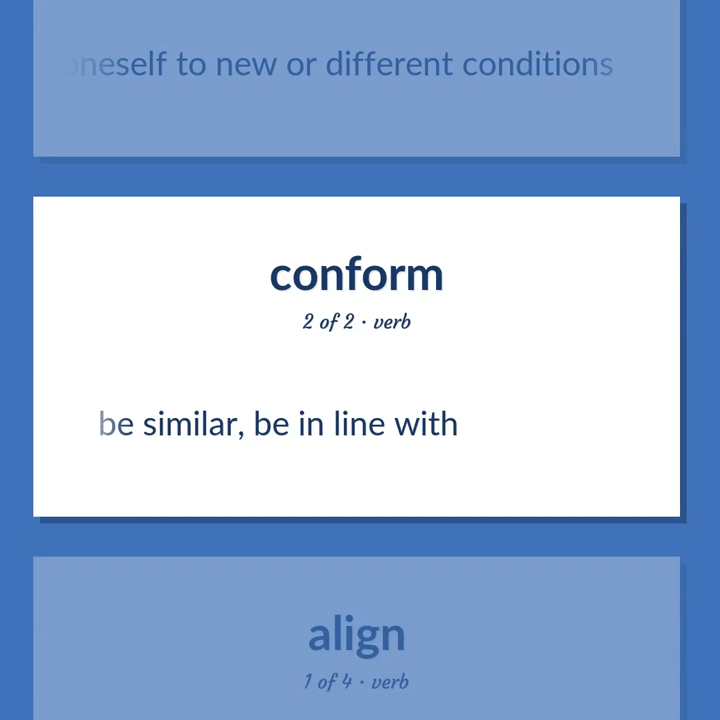 oneself to new or different conditions
conform
2 of 2 · verb
be similar, be in line with
align
1 of 4 · verb